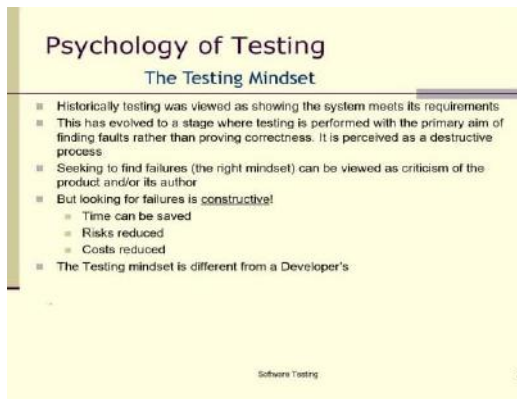 Psychology of Testing
The Testing Mindset
Historically testing was viewed as showing the system meets its requirements
This has evolved to a stage where testing is performed with the primary aim of
finding faults rather than proving correctness. It is perceived as a destructive
process
Seeking to find failures (the right mindset) can be viewed as criticism of the
product and/or its author
But looking for failures is constructive!
Time can be saved
Risks reduced
Costs reduced
The Testing mindset is different from a Developer's
Software Testing